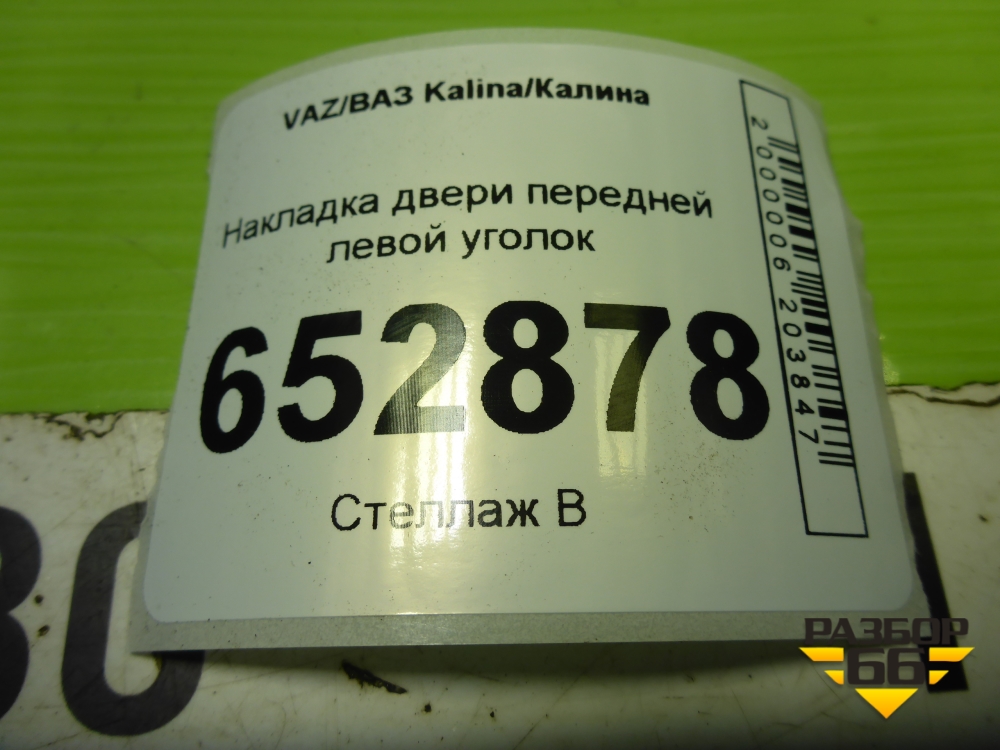 VAZ/ВАЗ Kalina/Калина
Накладка двери передней
левой уголок
652878
Стеллаж В
2000006203847
РАЗБОР
66